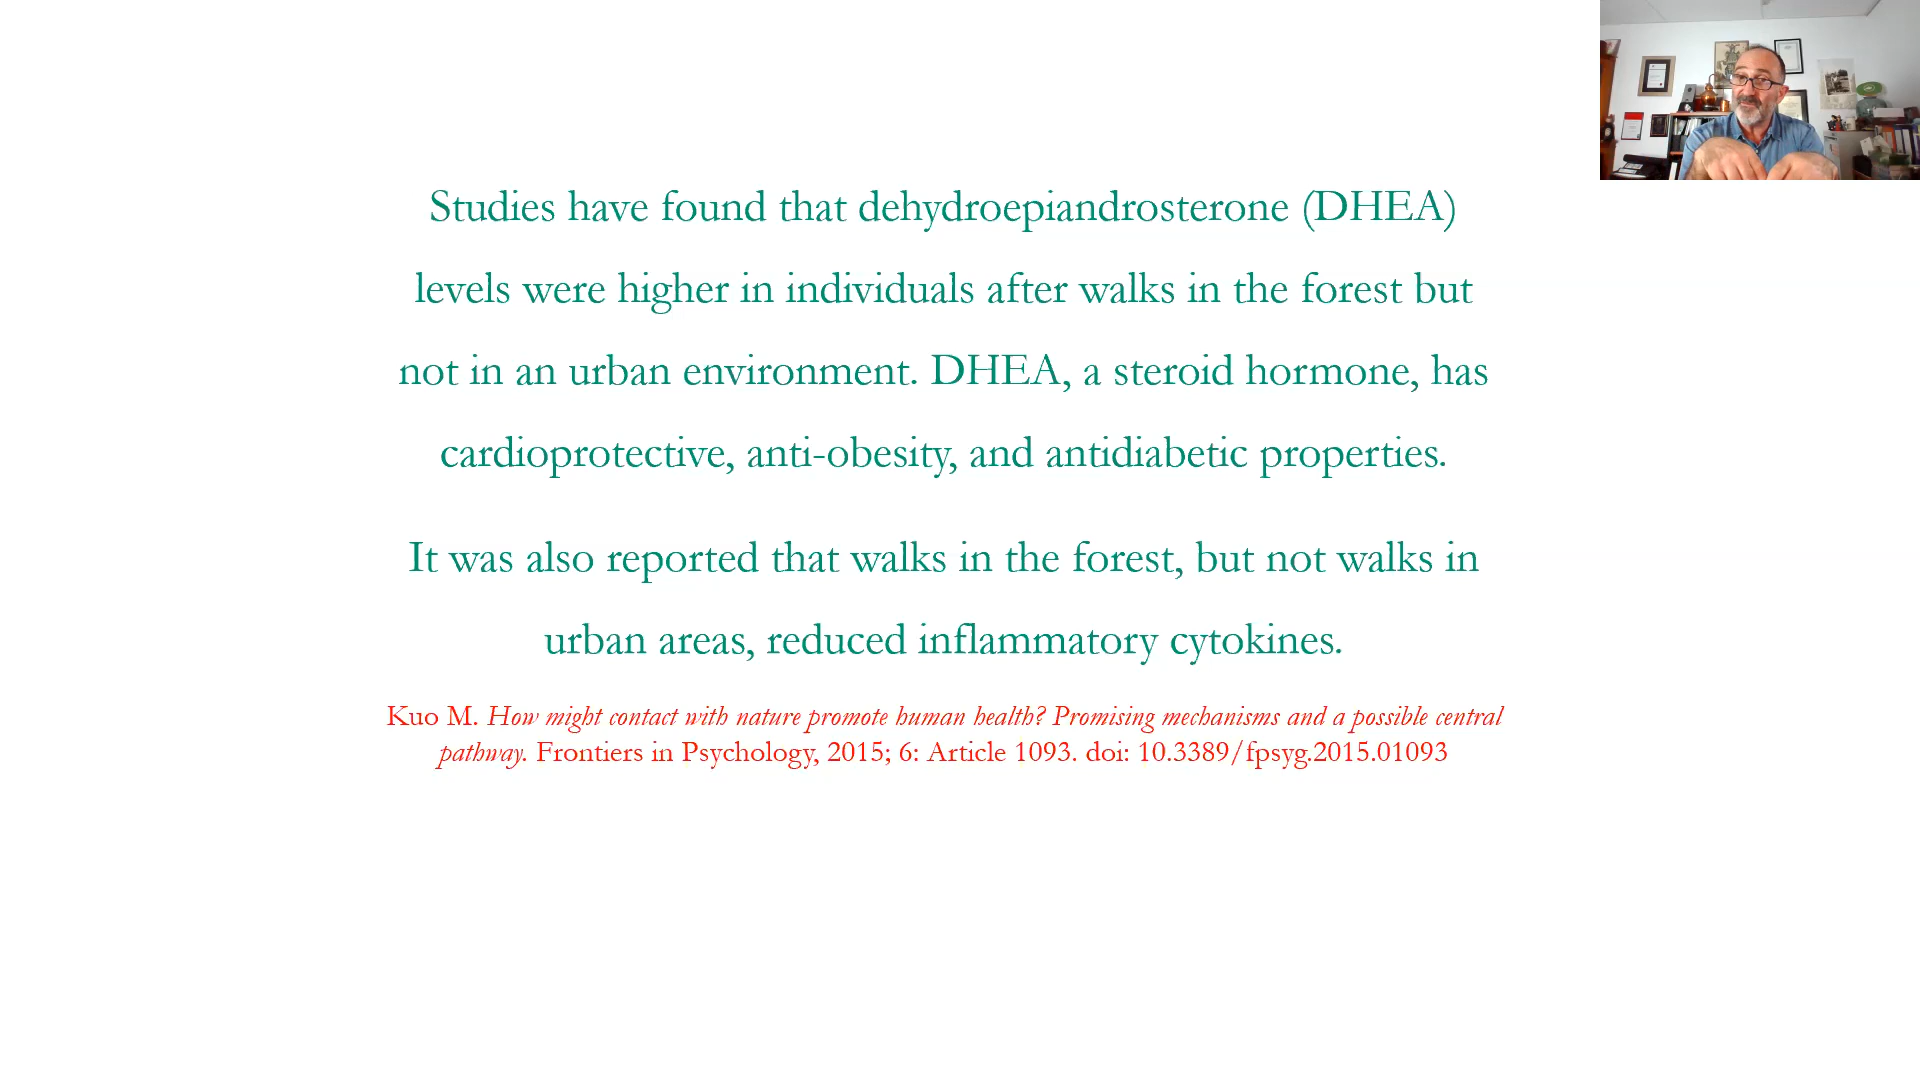 Studies have found that dehydroepiandrosterone (DHEA)
levels were higher in individuals after walks in the forest but
not in an urban environment. DHEA, a steroid hormone, has
cardioprotective, anti-obesity, and antidiabetic properties.
It was also reported that walks in the forest, but not walks in
urban areas, reduced inflammatory cytokines.
Kuo M. How might contact with nature promote human health? Promising mechanisms and a possible central
pathway. Frontiers in Psychology, 2015; 6: Article 1093. doi: 10.3389/fpsyg.2015.01093